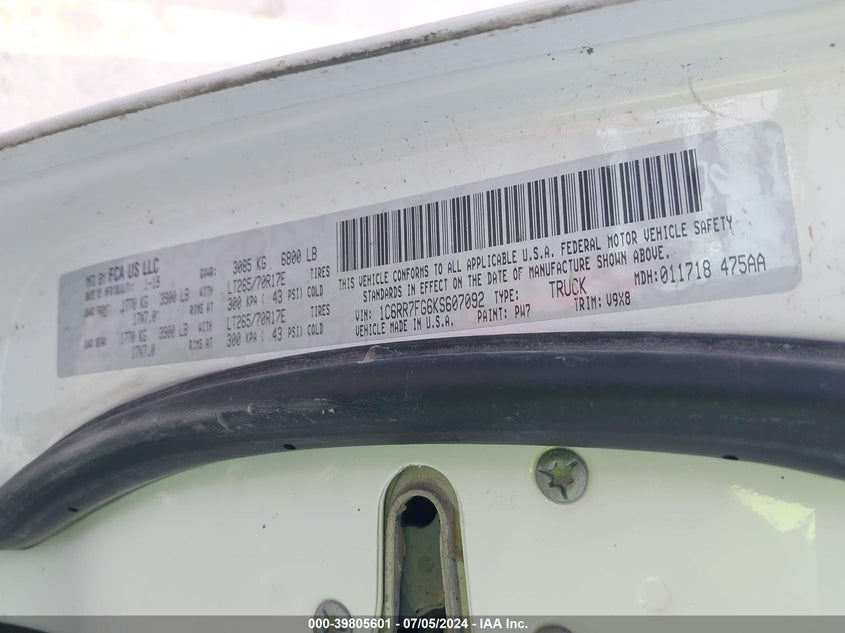 MFD BY FCA US LLC GVWR: 3085 KG 6800 LB
DATE OF MFR 1-19
GAWR FRONT: 1770 KG 3900 LB WITH LT265/70R17E TIRES
17X7.0 RIMS AT 300 KPA ( 43 PSI) COLD
GAWR REAR: 1770 KG 3900 LB WITH LT265/70R17E TIRES
17X7.0 RIMS AT 300 KPA ( 43 PSI) COLD
THIS VEHICLE CONFORMS TO ALL APPLICABLE U.S.A. FEDERAL MOTOR VEHICLE SAFETY
STANDARDS IN EFFECT ON THE DATE OF MANUFACTURE SHOWN ABOVE.
VIN: 1C6RR7FG6KS607092 TYPE: TRUCK MDH: 011718 475AA
MADE IN U.S.A. PAINT: PW7 TRIM: V9X8
000-39805601 - 07/05/2024 - IAA Inc.